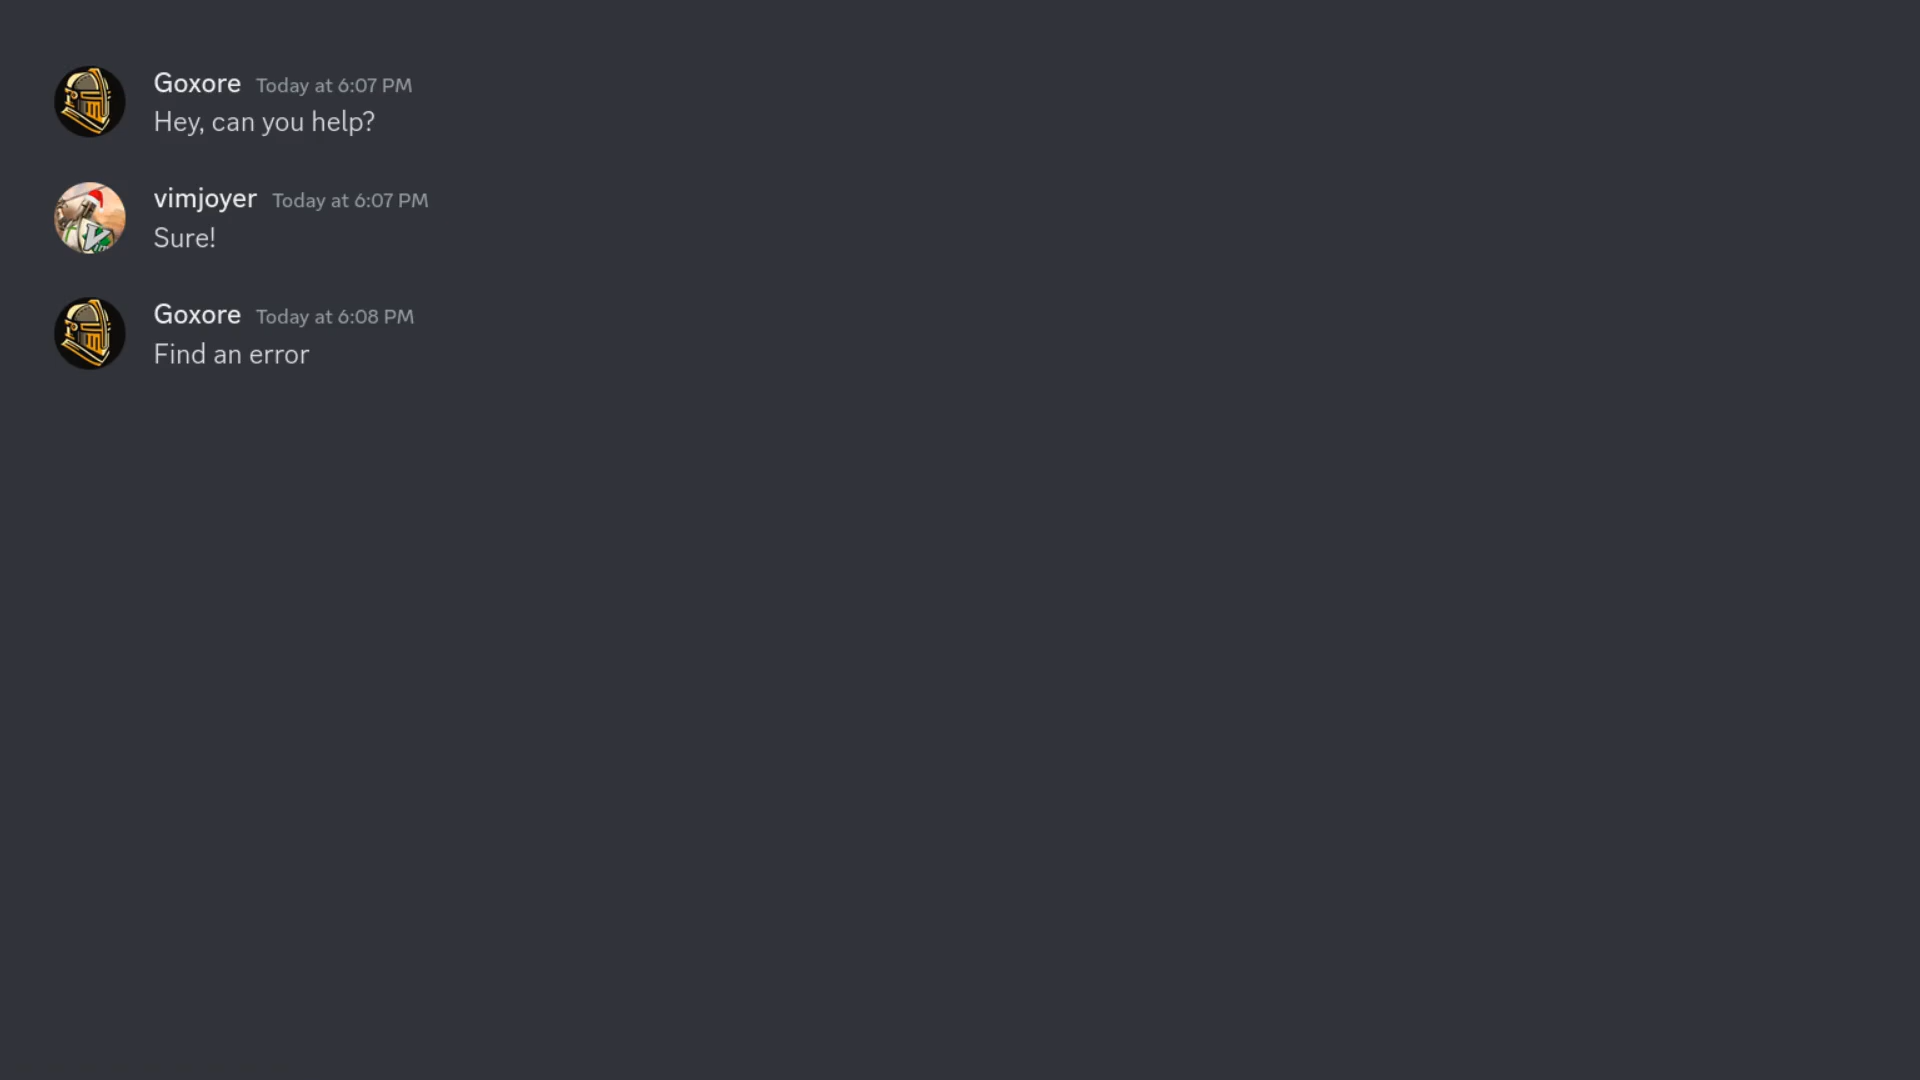 Goxore Today at 6:07 PM
Hey, can you help?
vimjoyer Today at 6:07 PM
Sure!
Goxore Today at 6:08 PM
Find an error